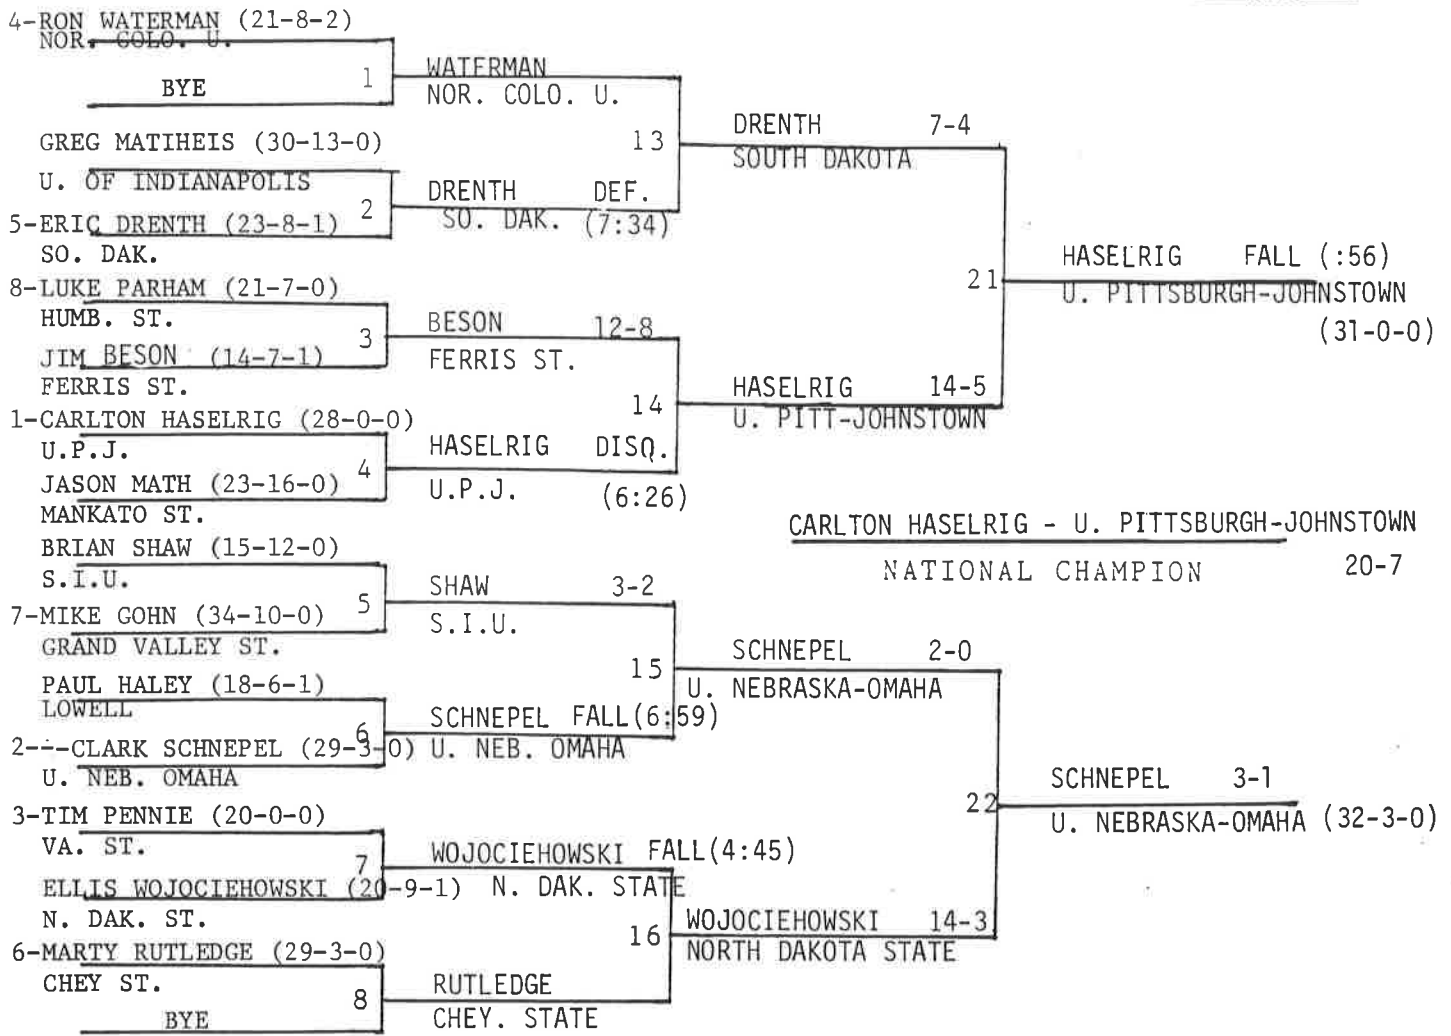 4-RON WATERMAN (21-8-2)
NOR. COLO. U.
BYE
1
WATERMAN
NOR. COLO. U.
GREG MATIHEIS (30-13-0)
U. OF INDIANAPOLIS
5-ERIC DRENTH (23-8-1)
SO. DAK.
2
DRENTH DEF.
SO. DAK. (7:34)
13
DRENTH 7-4
SOUTH DAKOTA
8-LUKE PARHAM (21-7-0)
HUMB. ST.
JIM BESON (14-7-1)
FERRIS ST.
3
BESON 12-8
FERRIS ST.
1-CARLTON HASELRIG (28-0-0)
U.P.J.
JASON MATH (23-16-0)
MANKATO ST.
4
HASELRIG DISQ.
U.P.J. (6:26)
14
HASELRIG 14-5
U. PITT-JOHNSTOWN
21
HASELRIG FALL (:56)
U. PITTSBURGH-JOHNSTOWN
(31-0-0)
CARLTON HASELRIG - U. PITTSBURGH-JOHNSTOWN
NATIONAL CHAMPION 20-7
BRIAN SHAW (15-12-0)
S.I.U.
7-MIKE GOHN (34-10-0)
GRAND VALLEY ST.
5
SHAW 3-2
S.I.U.
PAUL HALEY (18-6-1)
LOWELL
2---CLARK SCHNEPEL (29-3-0)
U. NEB. OMAHA
6
SCHNEPEL FALL(6:59)
U. NEB. OMAHA
15
SCHNEPEL 2-0
U. NEBRASKA-OMAHA
3-TIM PENNIE (20-0-0)
VA. ST.
ELLIS WOJOCIEHOWSKI (20-9-1)
N. DAK. ST.
7
WOJOCIEHOWSKI FALL(4:45)
N. DAK. STATE
6-MARTY RUTLEDGE (29-3-0)
CHEY ST.
BYE
8
RUTLEDGE
CHEY. STATE
16
WOJOCIEHOWSKI 14-3
NORTH DAKOTA STATE
22
SCHNEPEL 3-1
U. NEBRASKA-OMAHA (32-3-0)